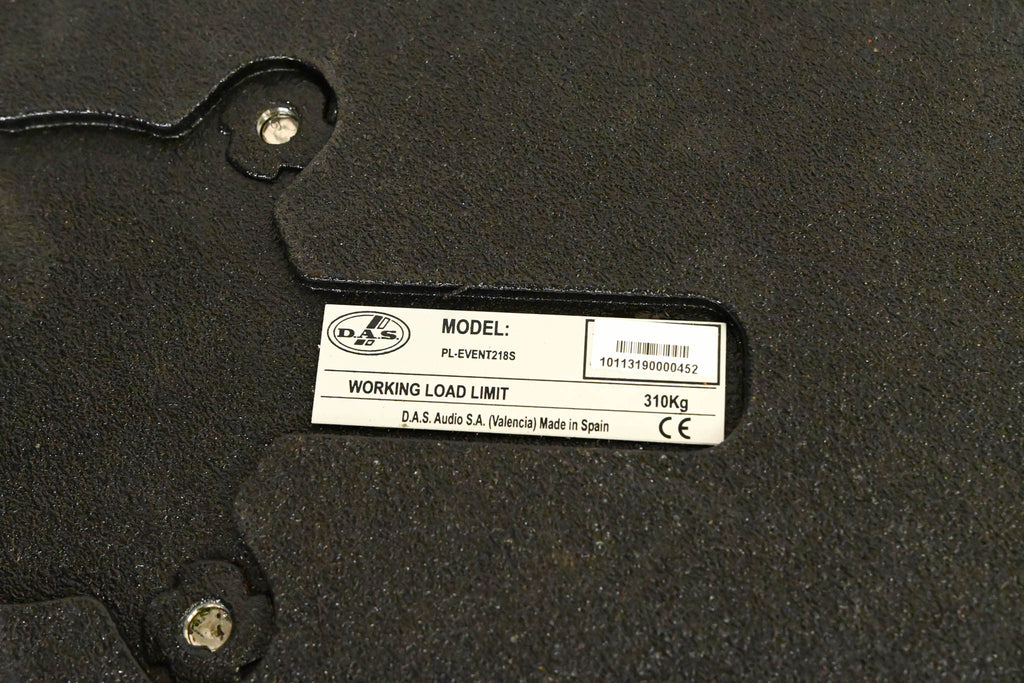 D.A.S.
MODEL:
PL-EVENT218S
10113190000452
WORKING LOAD LIMIT 310Kg
D.A.S. Audio S.A. (Valencia) Made in Spain CE